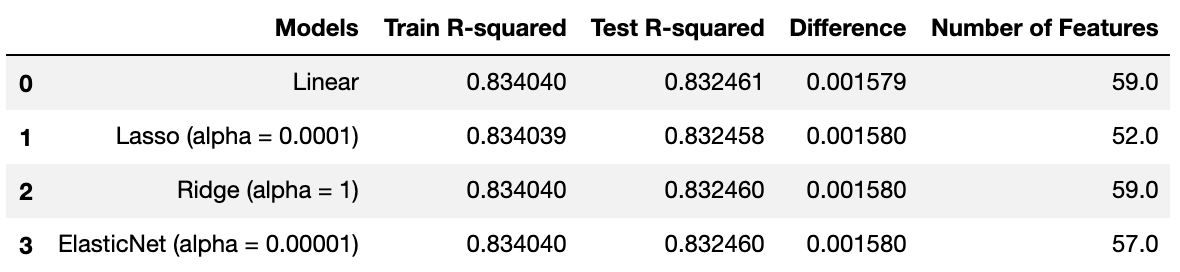 Models Train R-squared Test R-squared Difference Number of Features
0 Linear 0.834040 0.832461 0.001579 59.0
1 Lasso (alpha = 0.0001) 0.834039 0.832458 0.001580 52.0
2 Ridge (alpha = 1) 0.834040 0.832460 0.001580 59.0
3 ElasticNet (alpha = 0.00001) 0.834040 0.832460 0.001580 57.0